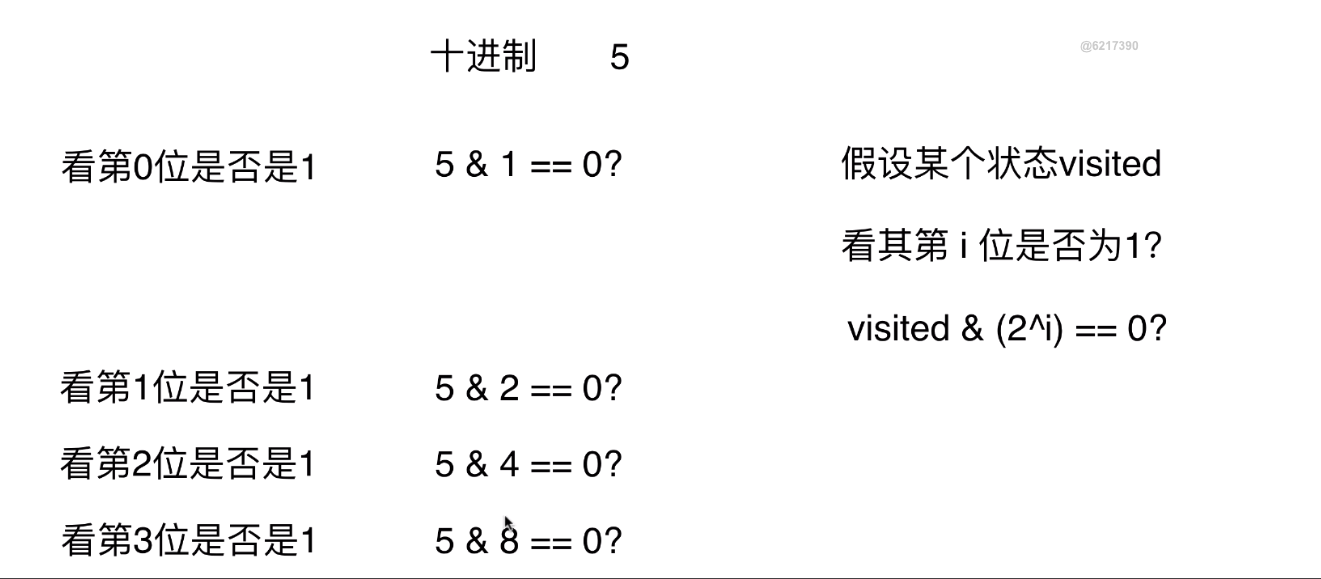 十进制 5
@6217390
看第0位是否是1 5 & 1 == 0?
假设某个状态visited
看其第 i 位是否为1?
visited & (2^i) == 0?
看第1位是否是1 5 & 2 == 0?
看第2位是否是1 5 & 4 == 0?
看第3位是否是1 5 & 8 == 0?